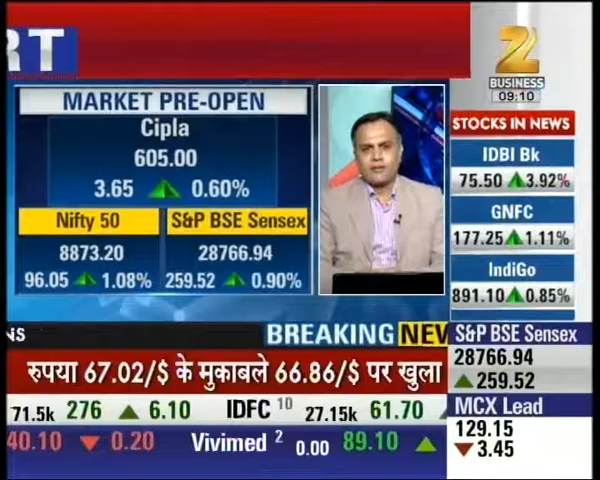 RT
Z
BUSINESS
09:10
MARKET PRE-OPEN
Cipla
605.00
3.65 ▲ 0.60%
Nifty 50
8873.20
96.05 ▲ 1.08%
S&P BSE Sensex
28766.94
259.52 ▲ 0.90%
STOCKS IN NEWS
IDBI Bk
75.50 ▲ 3.92%
GNFC
177.25 ▲ 1.11%
IndiGo
891.10 ▲ 0.85%
NS
BREAKING NEW
रुपया 67.02/$ के मुकाबले 66.86/$ पर खुला
71.5k 276 ▲ 6.10 IDFC 10 27.15k 61.70
40.10 ▼ 0.20 Vivimed 2 0.00 89.10 ▲
S&P BSE Sensex
28766.94
▲ 259.52
MCX Lead
129.15
▼ 3.45